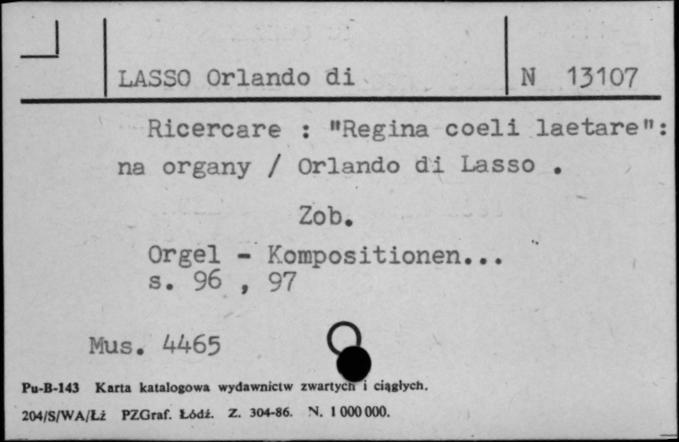 LASSO Orlando di N 13107
Ricercare : "Regina coeli laetare":
na organy / Orlando di Lasso .
Zob.
Orgel - Kompositionen...
s. 96 , 97
Mus. 4465
Pu-B-143 Karta katalogowa wydawnictw zwartych i ciągłych.
204/S/WA/Łż PZGraf. Łódź. Z. 304-86. N. 1 000 000.